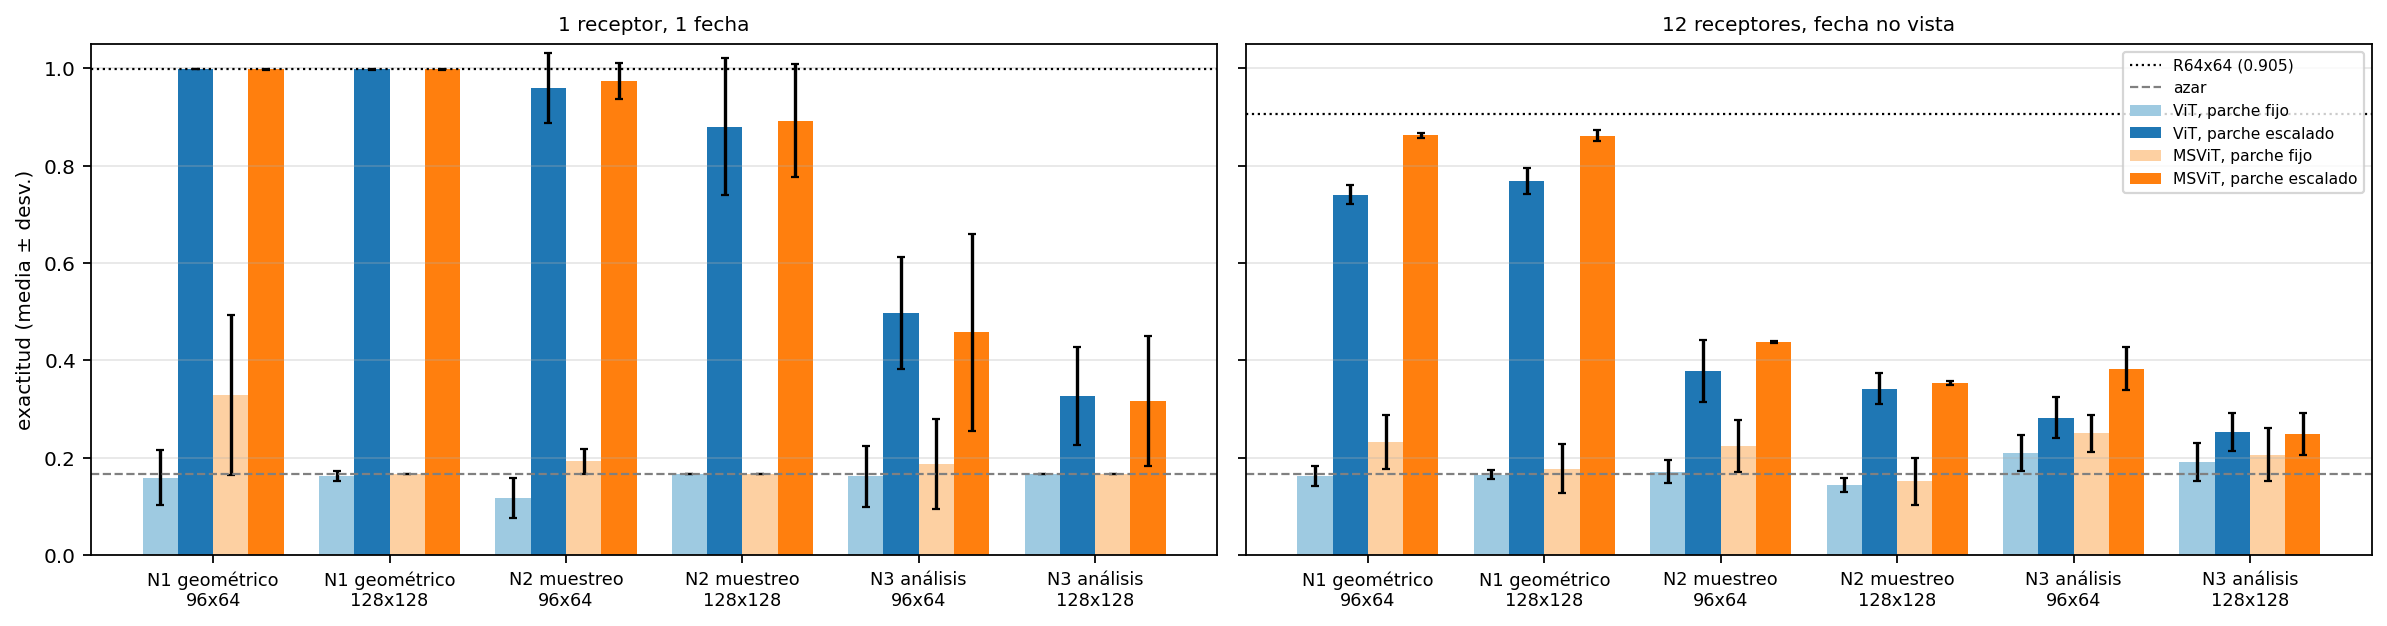 1 receptor, 1 fecha
12 receptores, fecha no vista
exactitud (media ± desv.)
1.0
0.8
0.6
0.4
0.2
0.0
N1 geométrico
96x64
N1 geométrico
128x128
N2 muestreo
96x64
N2 muestreo
128x128
N3 análisis
96x64
N3 análisis
128x128
R64x64 (0.905)
azar
ViT, parche fijo
ViT, parche escalado
MSViT, parche fijo
MSViT, parche escalado
N1 geométrico
96x64
N1 geométrico
128x128
N2 muestreo
96x64
N2 muestreo
128x128
N3 análisis
96x64
N3 análisis
128x128